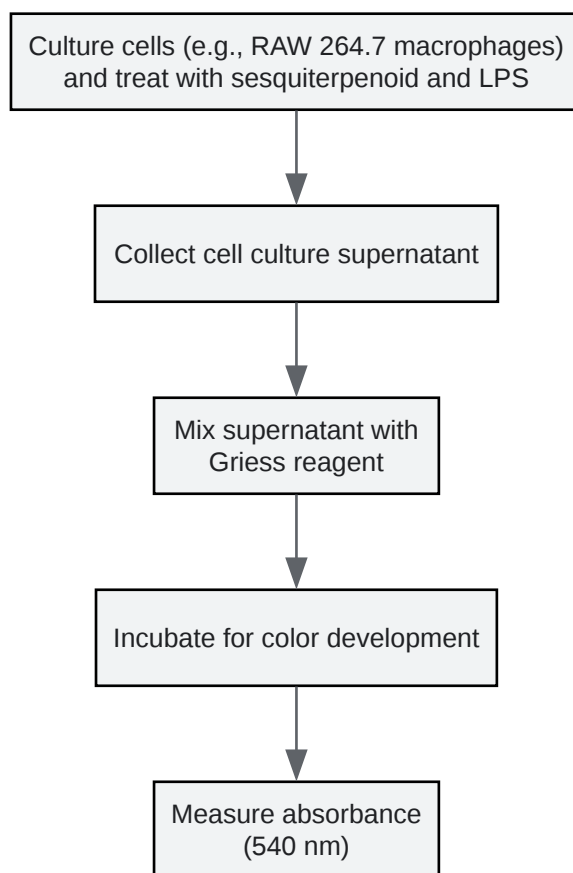 Culture cells (e.g., RAW 264.7 macrophages)
and treat with sesquiterpenoid and LPS
Collect cell culture supernatant
Mix supernatant with
Griess reagent
Incubate for color development
Measure absorbance
(540 nm)